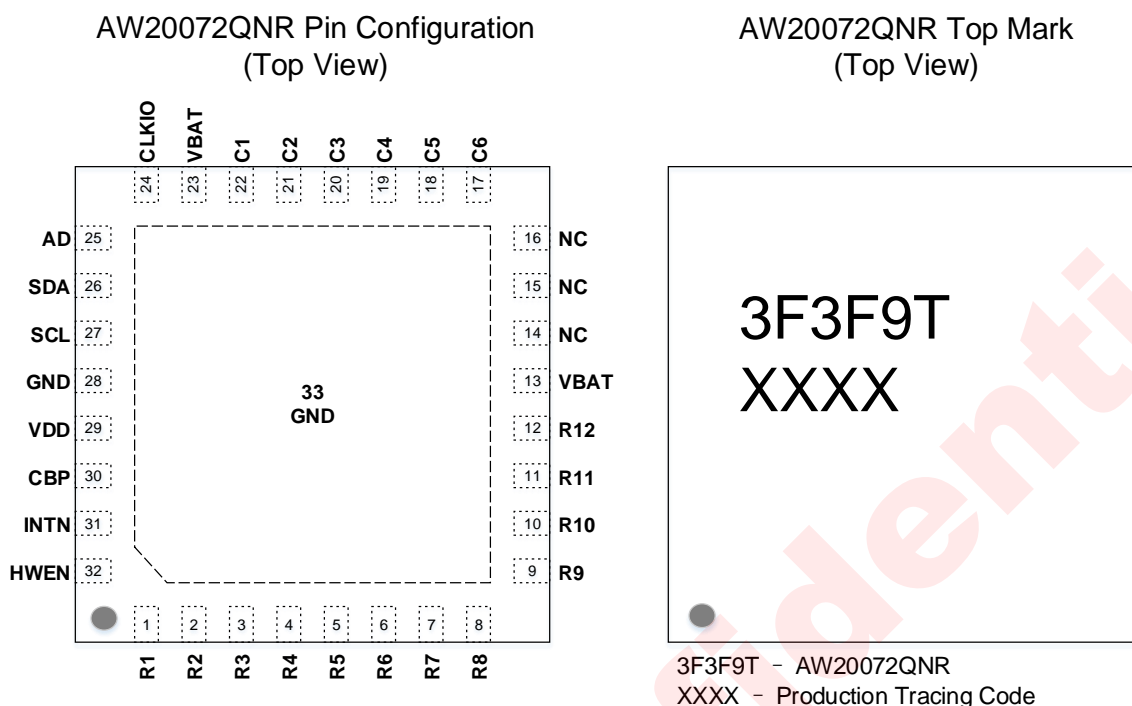 AW20072QNR Pin Configuration
(Top View)
AW20072QNR Top Mark
(Top View)
CLKIO
VBAT
C1
C2
C3
C4
C5
C6
24
23
22
21
20
19
18
17
AD 25
SDA 26
SCL 27
GND 28
VDD 29
CBP 30
INTN 31
HWEN 32
16 NC
15 NC
14 NC
13 VBAT
12 R12
11 R11
10 R10
9 R9
33
GND
1
2
3
4
5
6
7
8
R1
R2
R3
R4
R5
R6
R7
R8
3F3F9T
XXXX
3F3F9T – AW20072QNR
XXXX – Production Tracing Code
fidenti